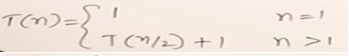 T(n) = { 1 n = 1
T(n/2) + 1 n > 1